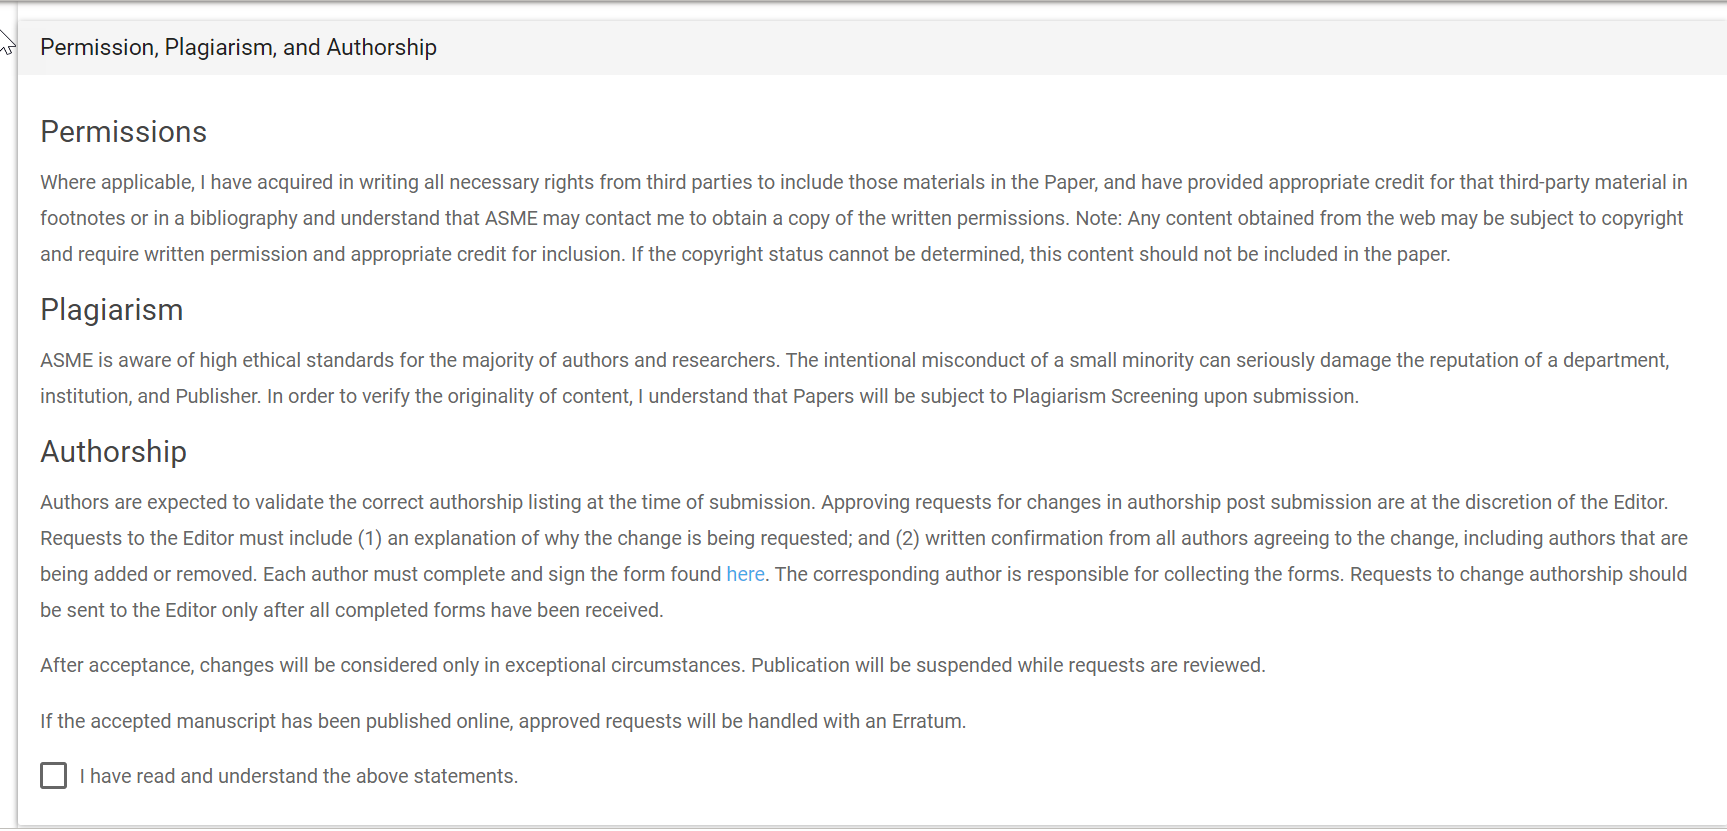 Permission, Plagiarism, and Authorship
Permissions
Where applicable, I have acquired in writing all necessary rights from third parties to include those materials in the Paper, and have provided appropriate credit for that third-party material in
footnotes or in a bibliography and understand that ASME may contact me to obtain a copy of the written permissions. Note: Any content obtained from the web may be subject to copyright
and require written permission and appropriate credit for inclusion. If the copyright status cannot be determined, this content should not be included in the paper.
Plagiarism
ASME is aware of high ethical standards for the majority of authors and researchers. The intentional misconduct of a small minority can seriously damage the reputation of a department,
institution, and Publisher. In order to verify the originality of content, I understand that Papers will be subject to Plagiarism Screening upon submission.
Authorship
Authors are expected to validate the correct authorship listing at the time of submission. Approving requests for changes in authorship post submission are at the discretion of the Editor.
Requests to the Editor must include (1) an explanation of why the change is being requested; and (2) written confirmation from all authors agreeing to the change, including authors that are
being added or removed. Each author must complete and sign the form found here. The corresponding author is responsible for collecting the forms. Requests to change authorship should
be sent to the Editor only after all completed forms have been received.
After acceptance, changes will be considered only in exceptional circumstances. Publication will be suspended while requests are reviewed.
If the accepted manuscript has been published online, approved requests will be handled with an Erratum.
I have read and understand the above statements.